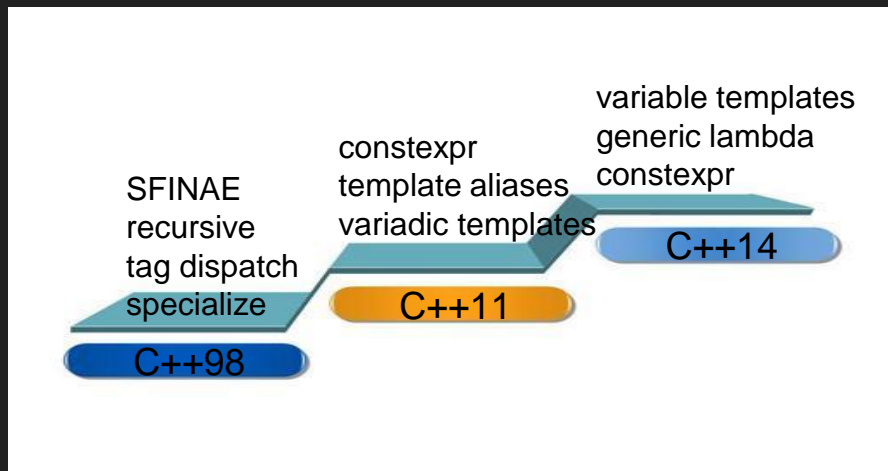 SFINAE
recursive
tag dispatch
specialize
C++98
constexpr
template aliases
variadic templates
C++11
variable templates
generic lambda
constexpr
C++14